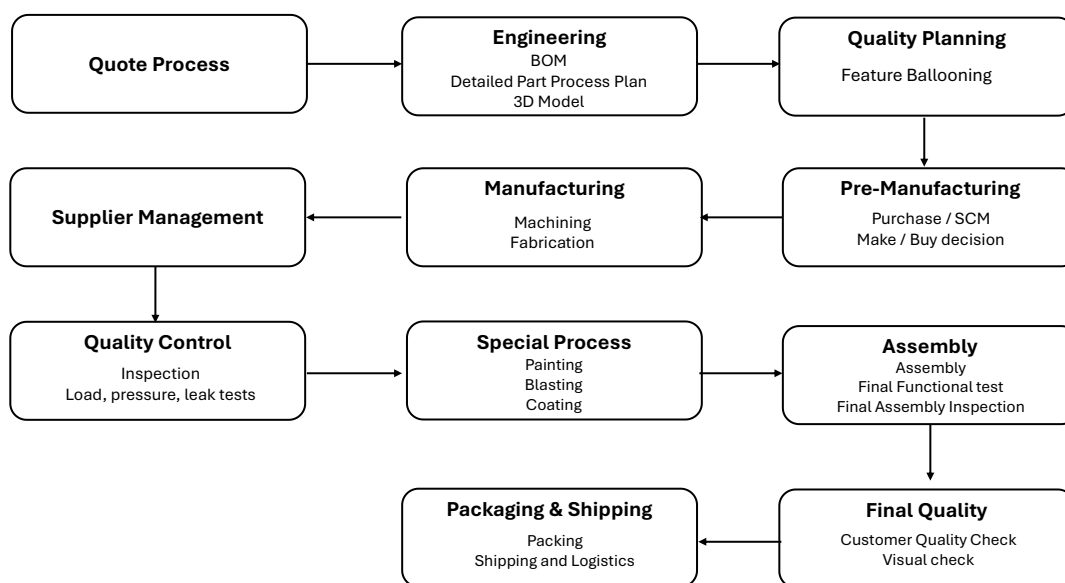 Quote Process
Engineering
BOM
Detailed Part Process Plan
3D Model
Quality Planning
Feature Ballooning
Supplier Management
Manufacturing
Machining
Fabrication
Pre-Manufacturing
Purchase / SCM
Make / Buy decision
Quality Control
Inspection
Load, pressure, leak tests
Special Process
Painting
Blasting
Coating
Assembly
Assembly
Final Functional test
Final Assembly Inspection
Packaging & Shipping
Packing
Shipping and Logistics
Final Quality
Customer Quality Check
Visual check